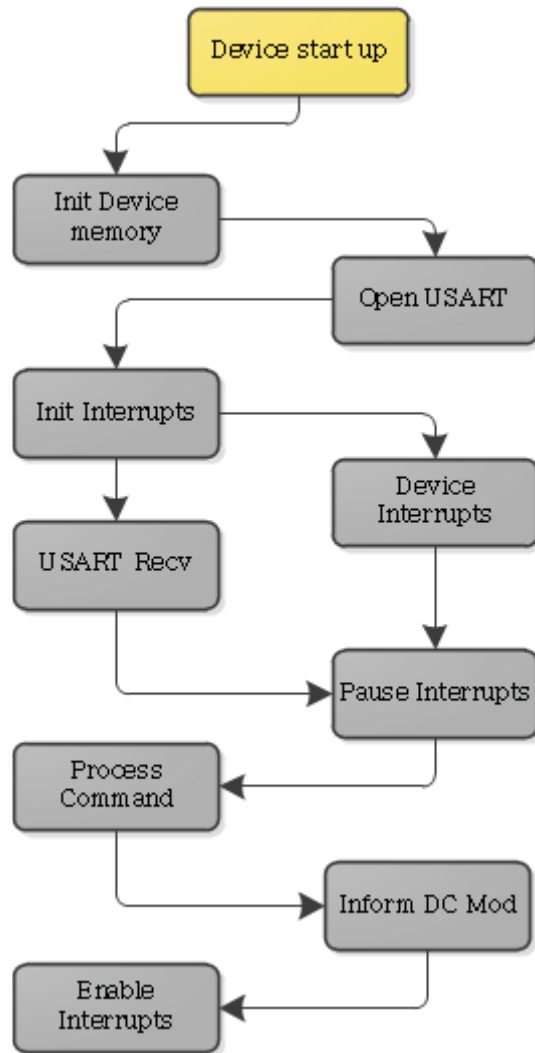 Device start up
Init Device
memory
Open USART
Init Interrupts
Device
Interrupts
USART Recv
Pause Interrupts
Process
Command
Inform DC Mod
Enable
Interrupts